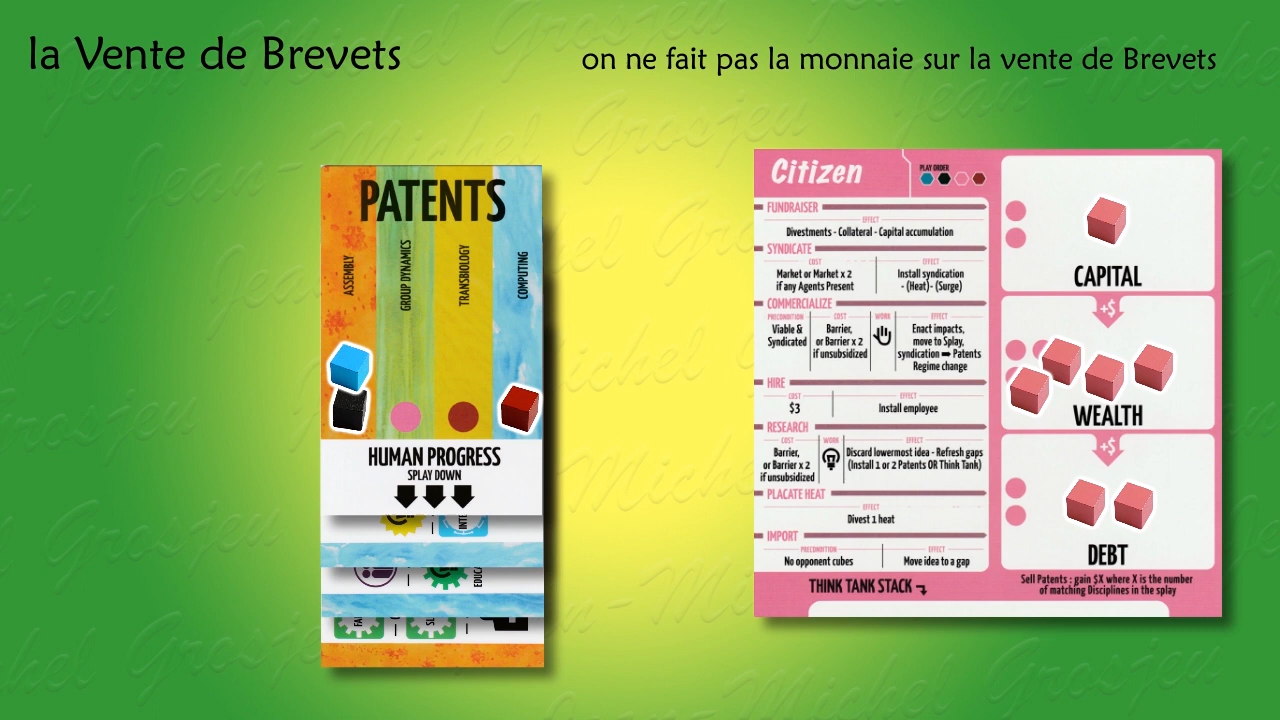 la Vente de Brevets
on ne fait pas la monnaie sur la vente de Brevets
PATENTS
ASSEMBLY
GROUP DYNAMICS
TRANSBIOLOGY
COMPUTING
HUMAN PROGRESS
SPLAY DOWN
Citizen
PLAY ORDER
FUNDRAISER
EFFECT
Divestments - Collateral - Capital accumulation
SYNDICATE
COST
Market or Market x 2
if any Agents Present
EFFECT
Install syndication
- (Heat)- (Surge)
COMMERCIALIZE
PRECONDITION
Viable &
Syndicated
COST
Barrier,
or Barrier x 2
if unsubsidized
WORK
EFFECT
Enact impacts,
move to Splay,
syndication ➡ Patents
Regime change
HIRE
COST
$3
EFFECT
Install employee
RESEARCH
COST
Barrier,
or Barrier x 2
if unsubsidized
WORK
EFFECT
Discard lowermost idea - Refresh gaps
(Install 1 or 2 Patents OR Think Tank)
PLACATE HEAT
EFFECT
Divest 1 heat
IMPORT
PRECONDITION
No opponent cubes
EFFECT
Move idea to a gap
THINK TANK STACK
CAPITAL
+$
WEALTH
+$
DEBT
Sell Patents : gain $X where X is the number
of matching Disciplines in the splay
Jean-Michel Grosjeu